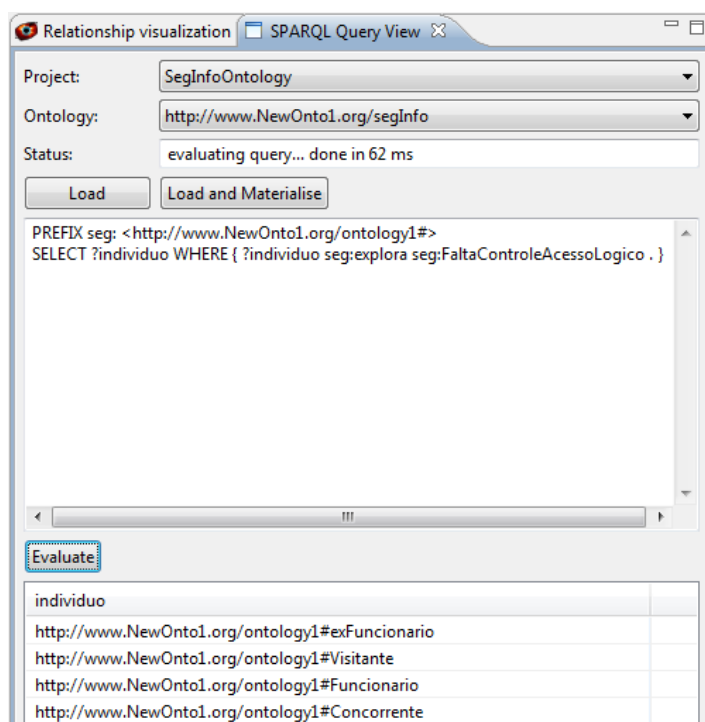 Relationship visualization SPARQL Query View
Project: SegInfoOntology
Ontology: http://www.NewOnto1.org/segInfo
Status: evaluating query... done in 62 ms
Load Load and Materialise
PREFIX seg: <http://www.NewOnto1.org/ontology1#>
SELECT ?individuo WHERE { ?individuo seg:explora seg:FaltaControleAcessoLogico . }
Evaluate
individuo
http://www.NewOnto1.org/ontology1#exFuncionario
http://www.NewOnto1.org/ontology1#Visitante
http://www.NewOnto1.org/ontology1#Funcionario
http://www.NewOnto1.org/ontology1#Concorrente